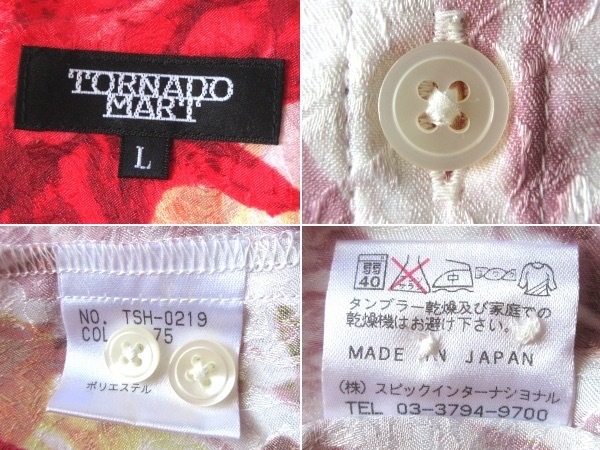 TORNADO
MART
L
NO. TSH-0219
COL 75
ポリエステル
弱
40
タンブラー乾燥及び家庭での
乾燥機はお避け下さい。
MADE IN JAPAN
(株) スピックインターナショナル
TEL 03-3794-9700